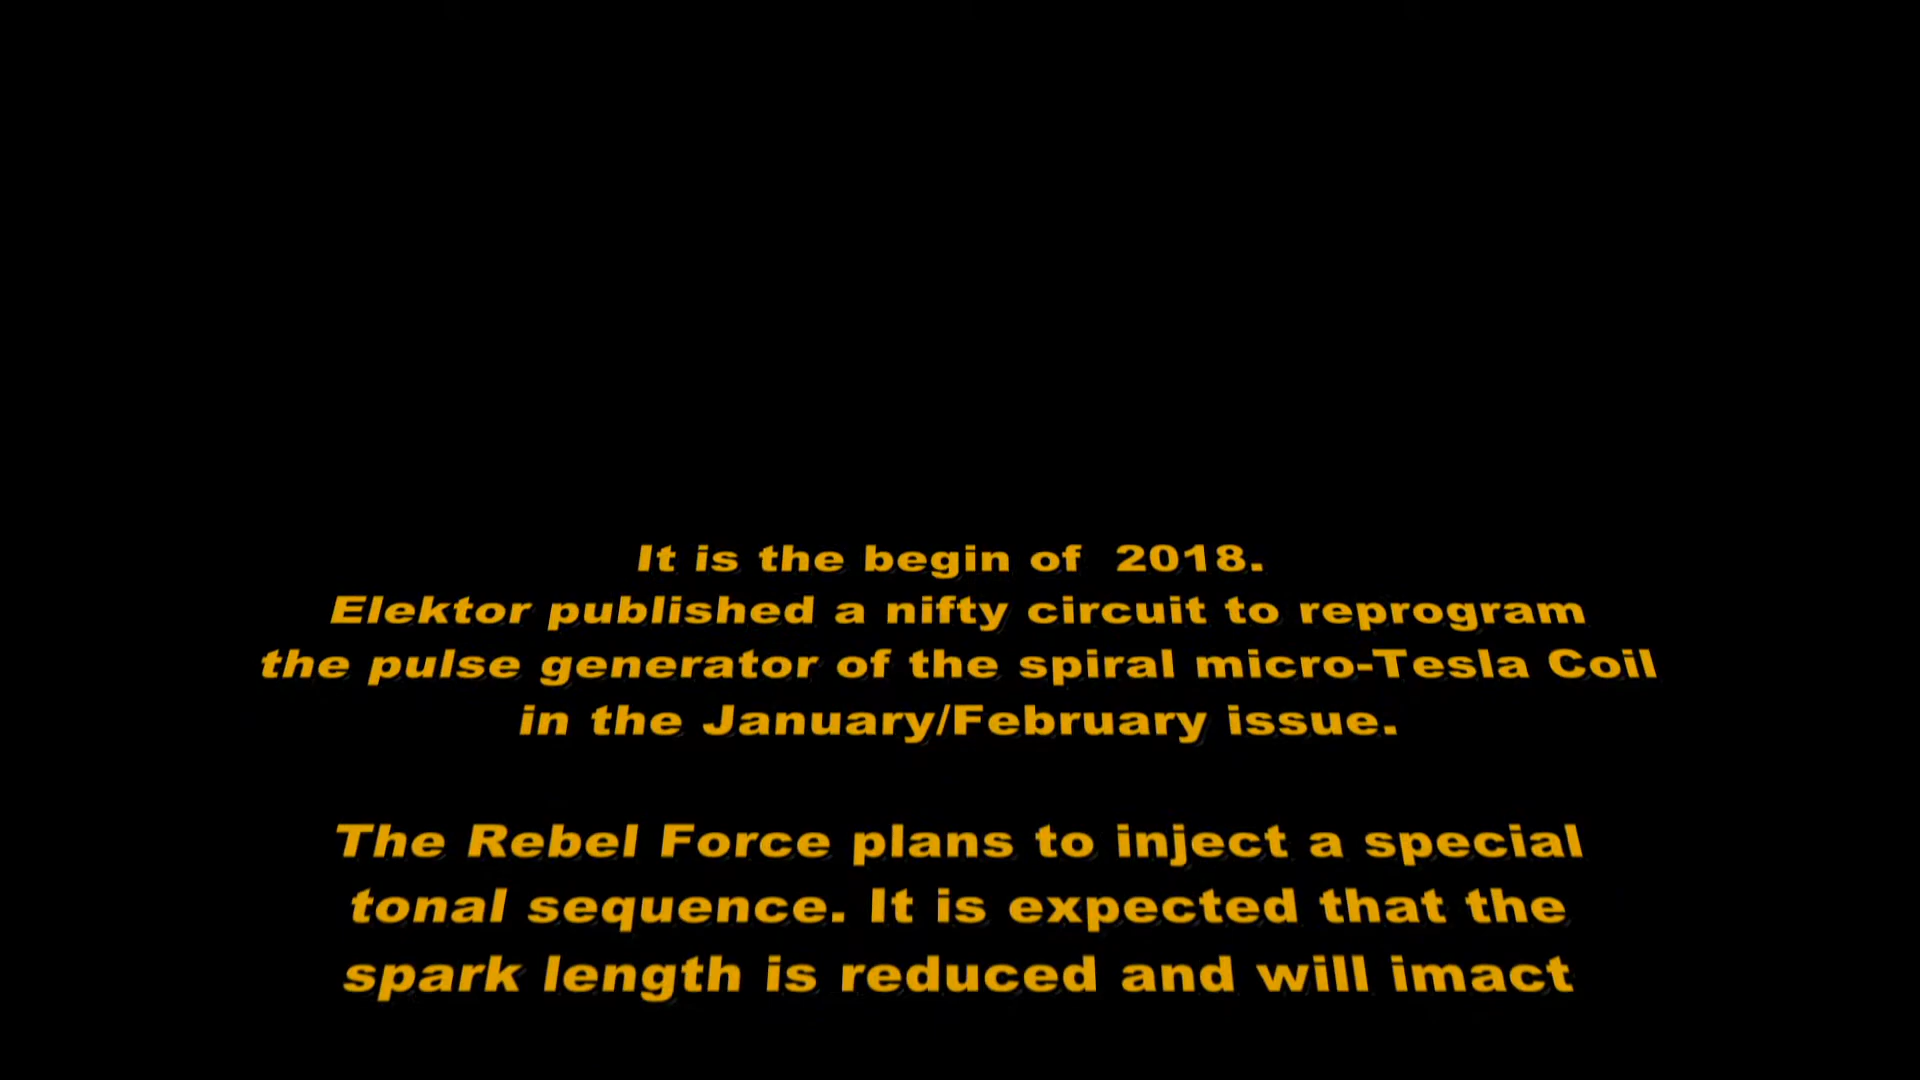 It is the begin of  2018.
Elektor published a nifty circuit to reprogram
the pulse generator of the spiral micro-Tesla Coil
in the January/February issue.
The Rebel Force plans to inject a special
tonal sequence. It is expected that the
spark length is reduced and will imact